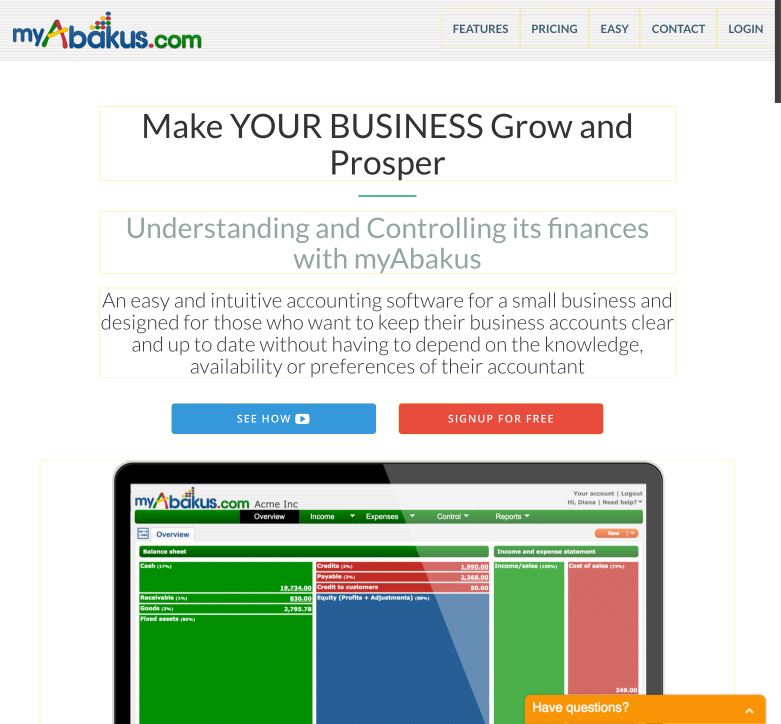 myAbakus.com
FEATURES
PRICING
EASY
CONTACT
LOGIN
Make YOUR BUSINESS Grow and
Prosper
Understanding and Controlling its finances
with myAbakus
An easy and intuitive accounting software for a small business and
designed for those who want to keep their business accounts clear
and up to date without having to depend on the knowledge,
availability or preferences of their accountant
SEE HOW
SIGNUP FOR FREE
myAbakus.com Acme Inc
Your account | Logout
Hi, Diana | Need help?
Overview
Income
Expenses
Control
Reports
Overview
New
Balance sheet
Income and expense statement
Cash (17%)
19,734.00
Receivable (1%)
830.00
Goods (3%)
2,795.78
Fixed assets (80%)
Credits (2%)
1,990.00
Payable (3%)
2,368.00
Credit to customers
50.00
Equity (Profits + Adjustments) (60%)
Income/sales (100%)
Cost of sales (73%)
249.00
Have questions?